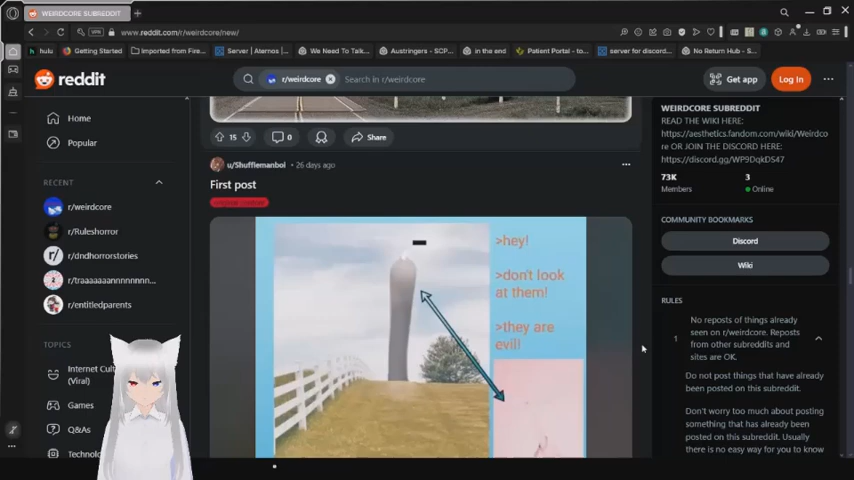 WEIRDCORE SUBREDDIT
VPN
www.reddit.com/r/weirdcore/new/
hulu
Getting Started
Imported from Fire...
Server | Aternos |
We Need To Talk...
Austringers - SCP...
in the end
Patient Portal - to...
server for discord...
No Return Hub - S...
reddit
r/weirdcore
Search in r/weirdcore
Get app
Log In
Home
Popular
RECENT
r/weirdcore
r/Ruleshorror
r/dndhorrorstories
r/traaaaaaannnnnnn...
r/entitledparents
TOPICS
Internet Cul
(Viral)
Games
Q&As
Technolo
15
0
Share
u/Shufflemanboi • 26 days ago
First post
>hey!
>don't look
at them!
>they are
evil!
WEIRDCORE SUBREDDIT
READ THE WIKI HERE:
https://aesthetics.fandom.com/wiki/Weirdco
re OR JOIN THE DISCORD HERE:
https://discord.gg/WP9DqkDS47
73K
3
Members
Online
COMMUNITY BOOKMARKS
Discord
Wiki
RULES
1
No reposts of things already
seen on r/weirdcore. Reposts
from other subreddits and
sites are OK.
Do not post things that have already
been posted on this subreddit.
Don't worry too much about posting
something that has already been
posted on this subreddit. Usually
there is no easy way for you to know